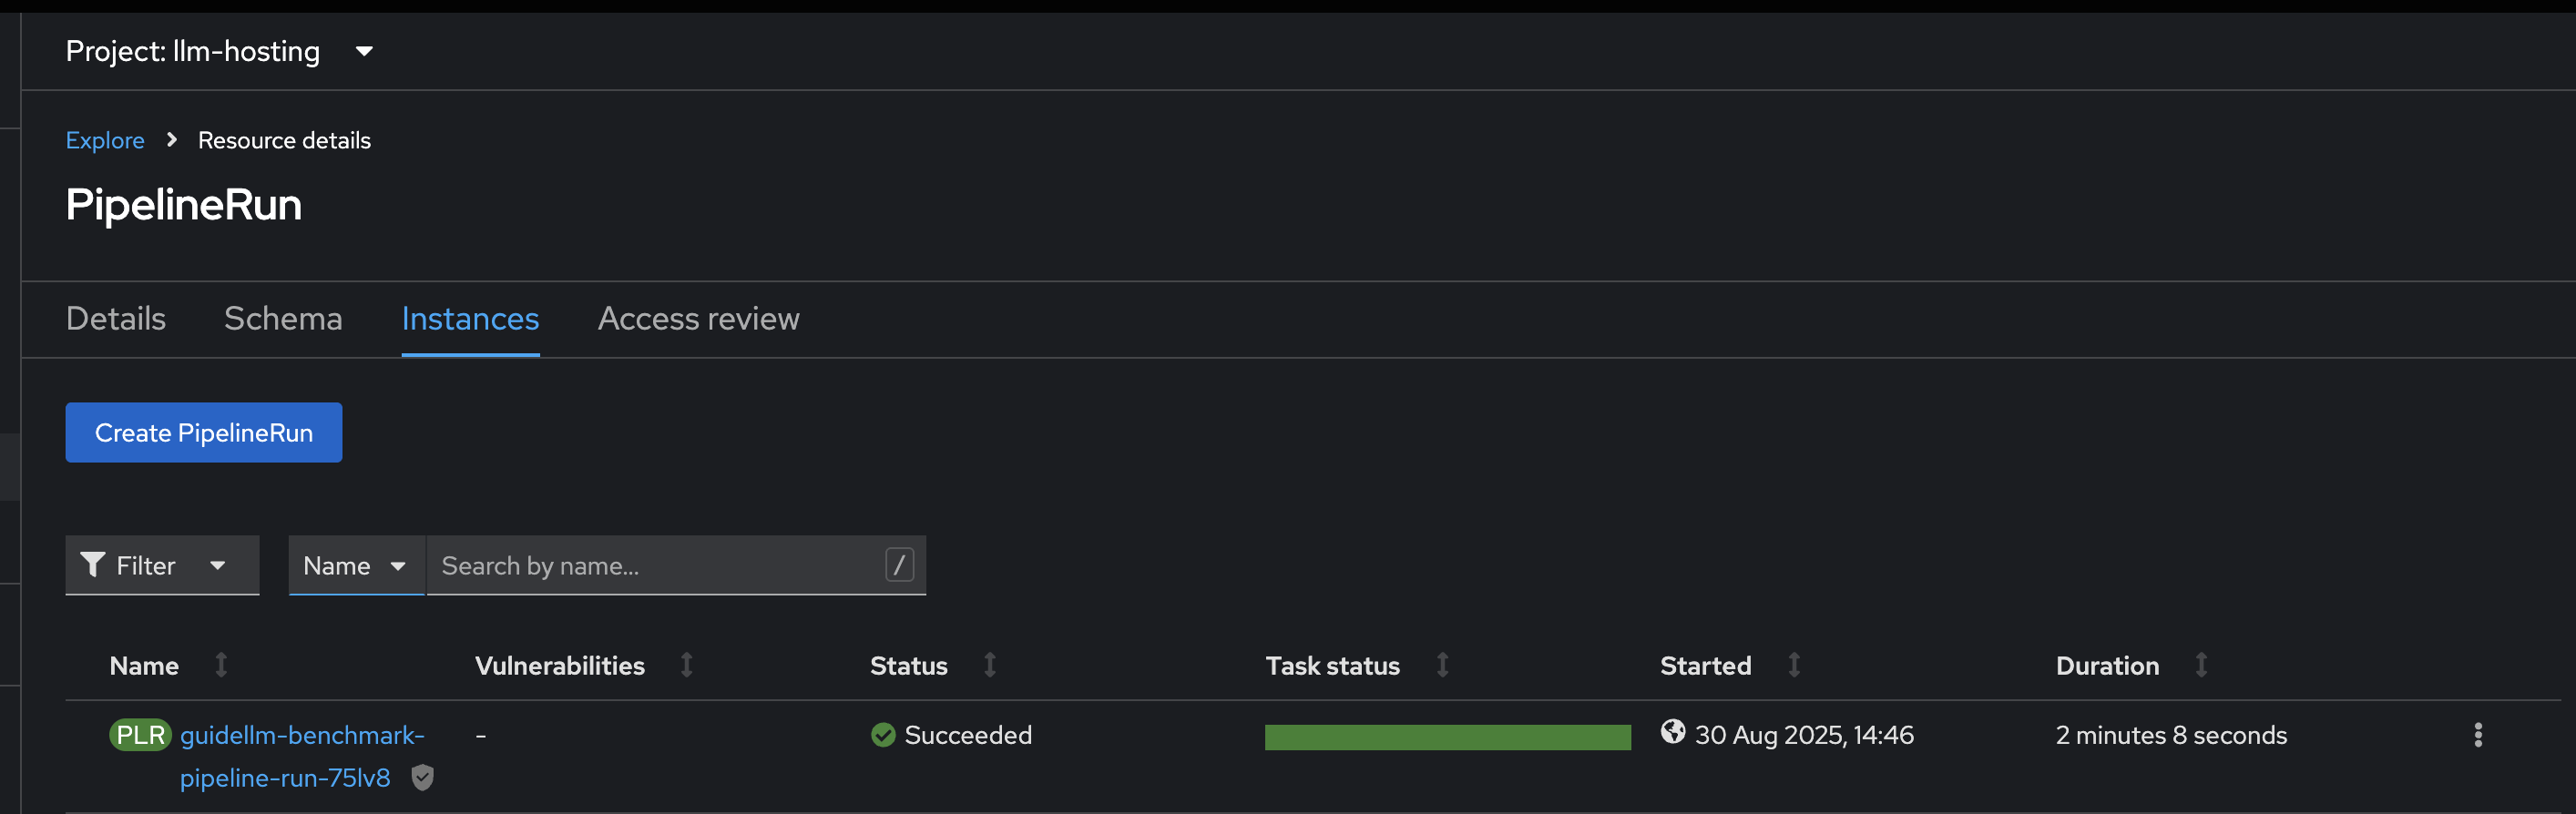 Project: llm-hosting
Explore Resource details
PipelineRun
Details Schema Instances Access review
Create PipelineRun
Filter Name Search by name... /
Name Vulnerabilities Status Task status Started Duration
PLR guidellm-benchmark- - Succeeded 30 Aug 2025, 14:46 2 minutes 8 seconds
pipeline-run-75lv8